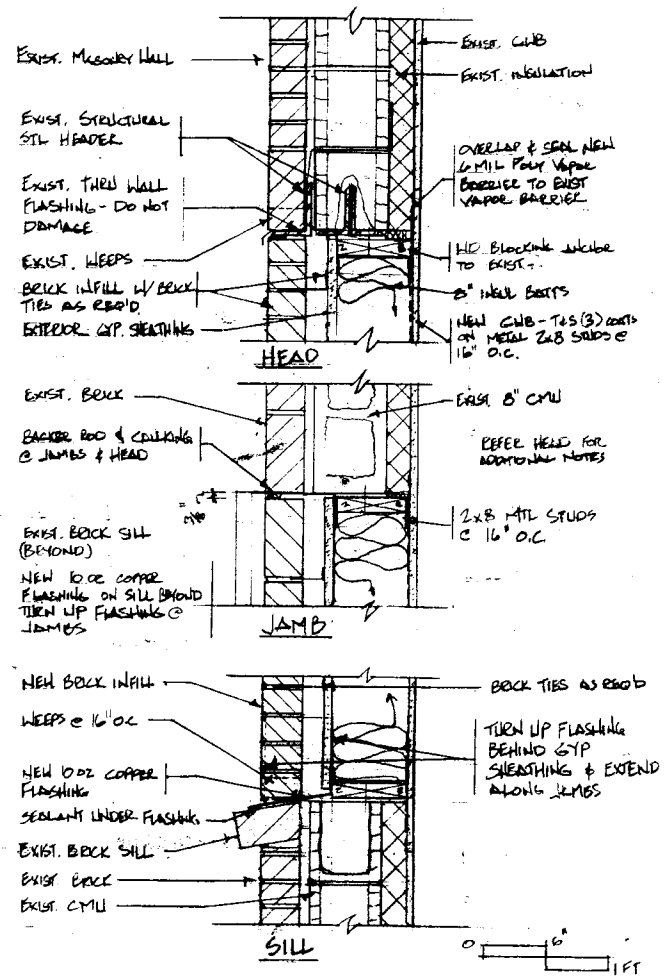 EXIST. MASONRY WALL
EXIST. STRUCTURAL
STL HEADER
EXIST. THRU WALL
FLASHING - DO NOT
DAMAGE
EXIST. WEEPS
BRICK INFILL W/ BRICK
TIES AS REQ'D
EXTERIOR GYP. SHEATHING
EXIST. GWB
EXIST. INSULATION
OVERLAP & SEAL NEW
6 MIL POLY VAPOR
BARRIER TO EXIST
VAPOR BARRIER
WD BLOCKING ANCHOR
TO EXIST.
8" INSUL BATTS
NEW GWB - T&S (3) COATS
ON METAL 2x8 STUDS @
16" O.C.
HEAD
EXIST. BRICK
BACKER ROD & CAULKING
@ JAMBS & HEAD
3/8"
EXIST. BRICK SILL
(BEYOND)
NEW 10 OZ COPPER
FLASHING ON SILL BEYOND
TURN UP FLASHING @
JAMBS
EXIST. 8" CMU
REFER HEAD FOR
ADDITIONAL NOTES
2x8 MTL STUDS
@ 16" O.C.
JAMB
NEW BRICK INFILL
WEEPS @ 16" O.C
NEW 10 OZ COPPER
FLASHING
SEALANT UNDER FLASHING
EXIST. BRICK SILL
EXIST. BRICK
EXIST. CMU
BRICK TIES AS REQ'D
TURN UP FLASHING
BEHIND GYP
SHEATHING & EXTEND
ALONG JAMBS
SILL
0 6"
1 FT